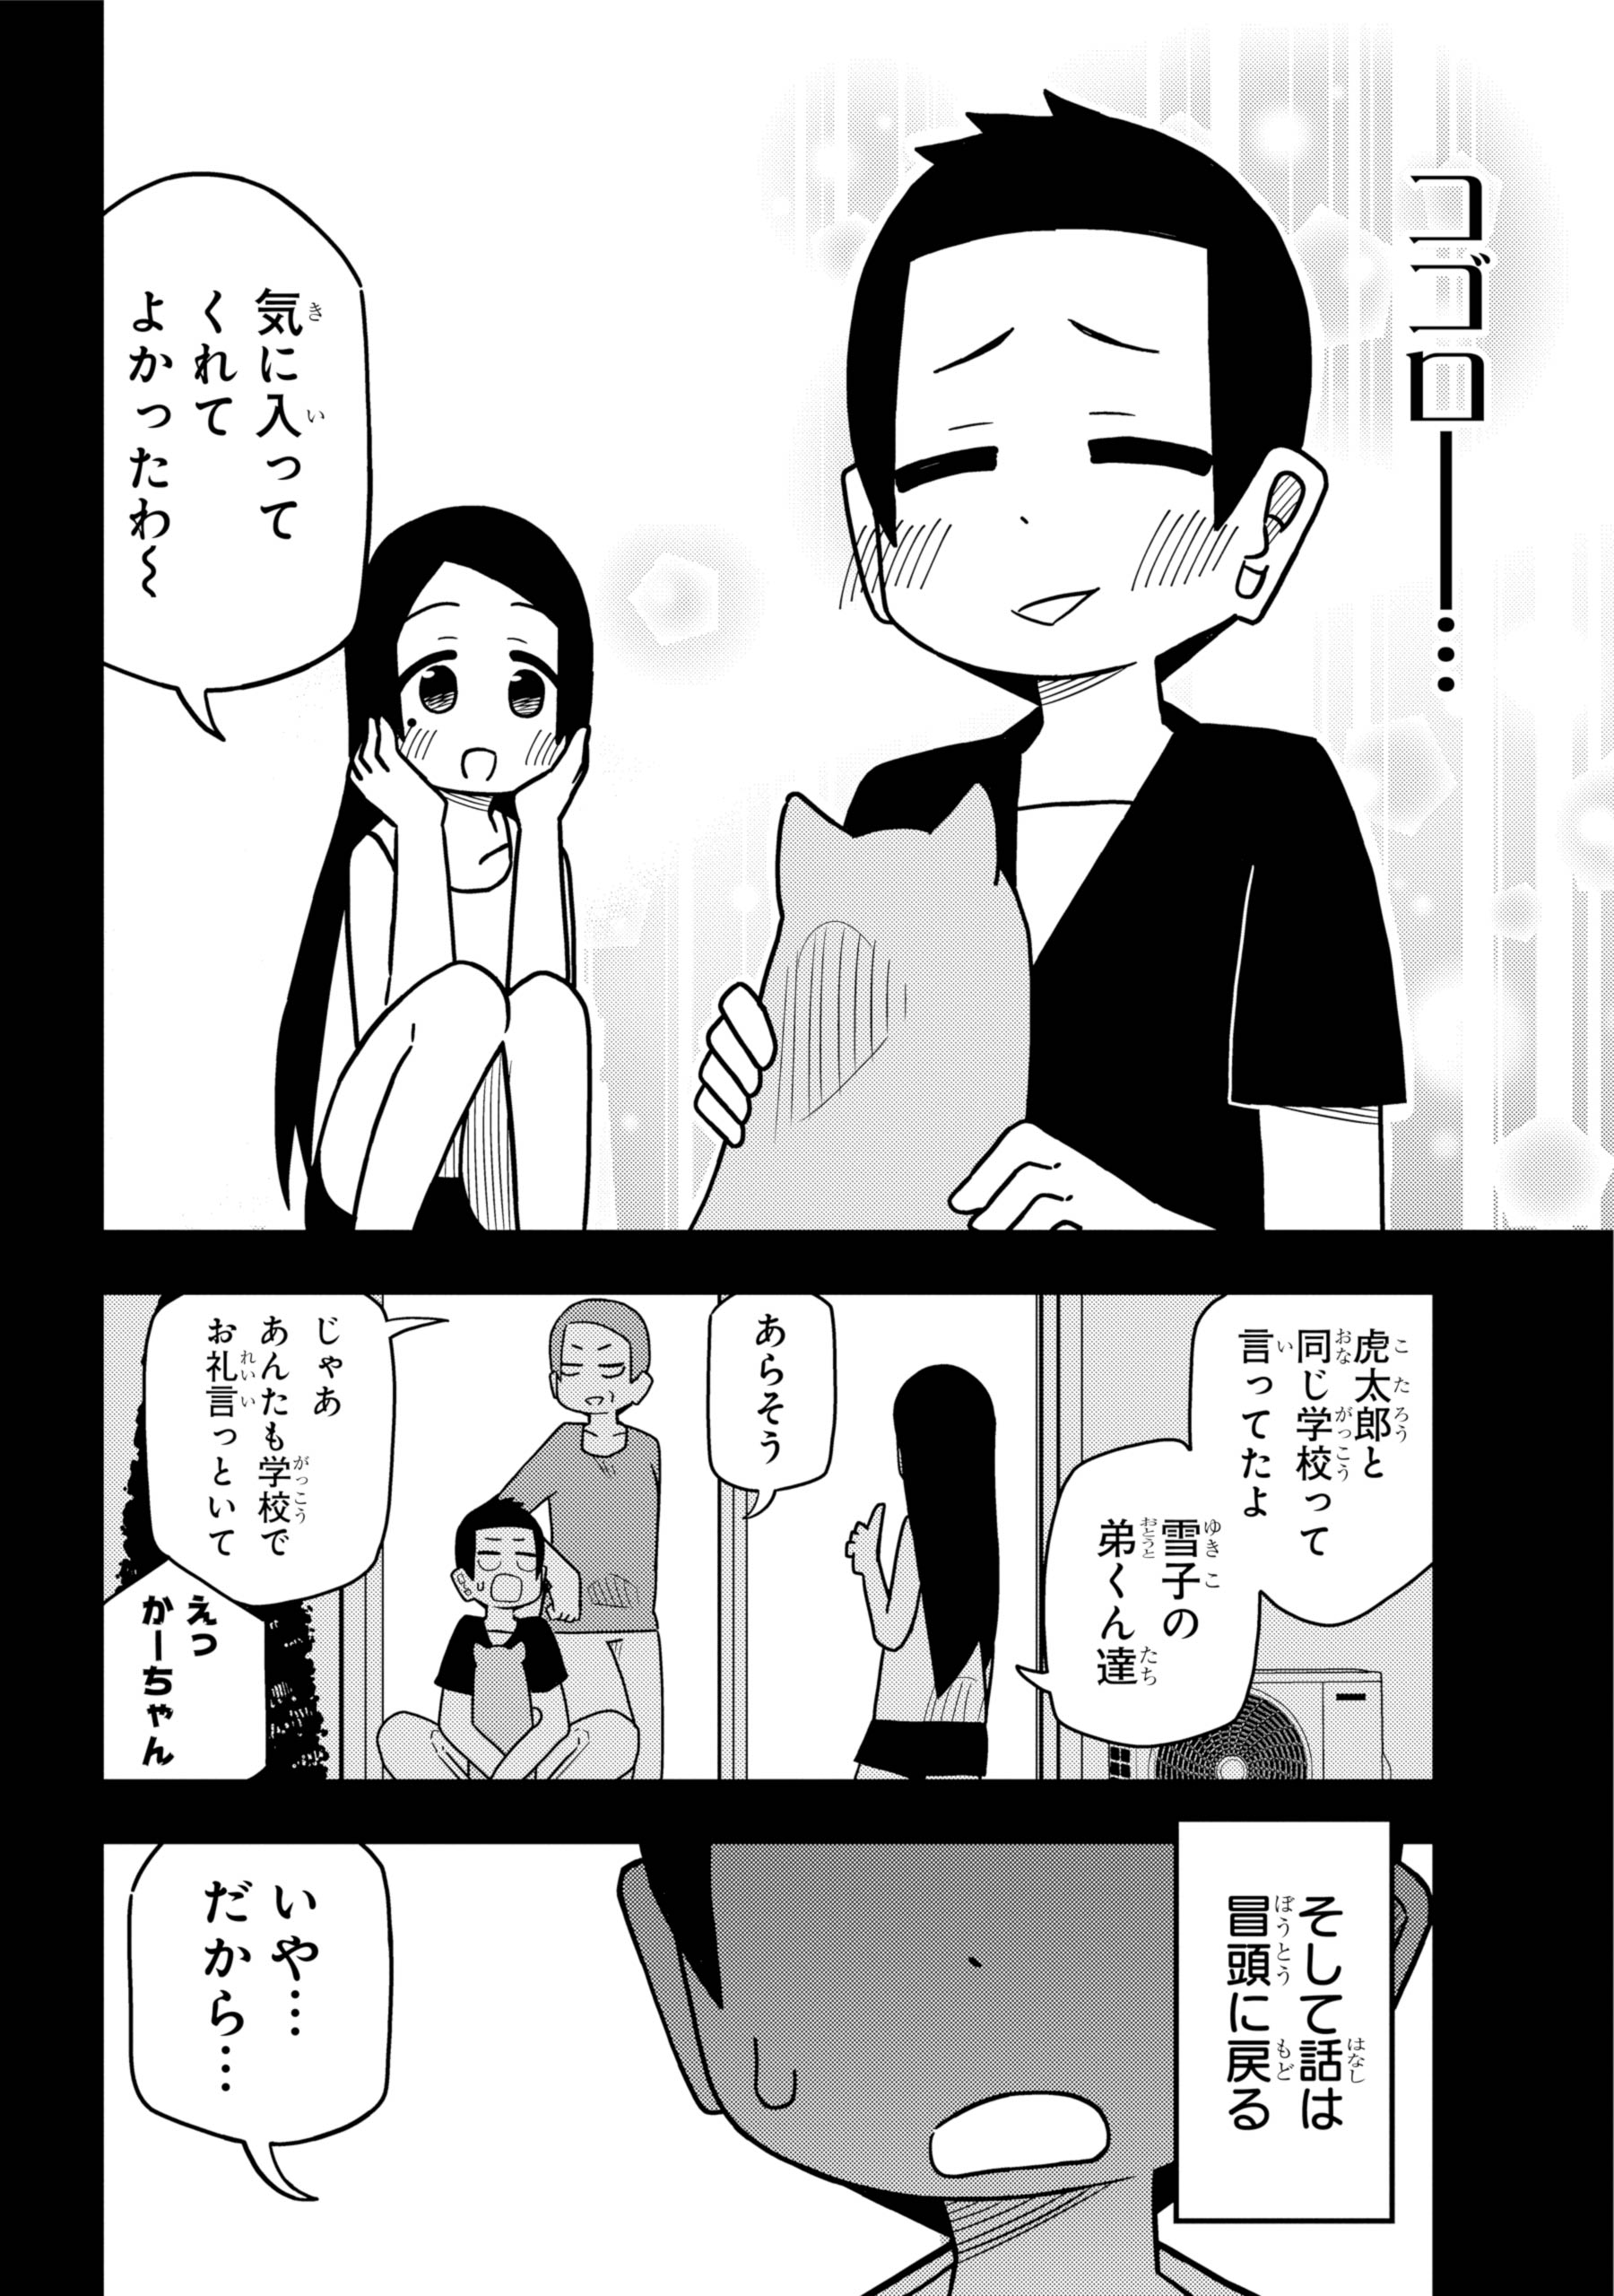 コゴロ――…
気に入って
くれて
よかったわ〜
虎太郎と
同じ学校って
言ってたよ
雪子の
弟くん達
あらそう
じゃあ
あんたも学校で
お礼言っといて
えっ
かーちゃん
そして話は
冒頭に戻る
いや…
だから…